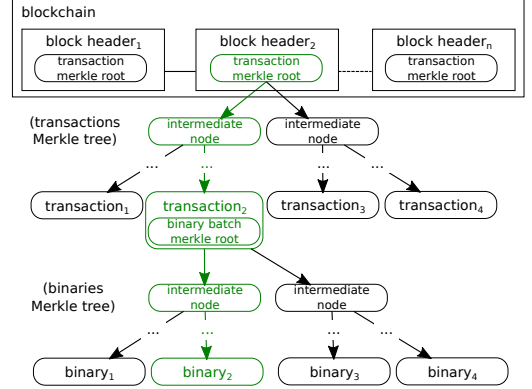 blockchain
block header₁ block header₂ block headerₙ
transaction transaction transaction
merkle root merkle root merkle root
(transactions
Merkle tree)
intermediate intermediate
node node
... ... ... ...
transaction₁ transaction₂ transaction₃ transaction₄
binary batch
merkle root
(binaries
Merkle tree)
intermediate intermediate
node node
... ... ... ...
binary₁ binary₂ binary₃ binary₄